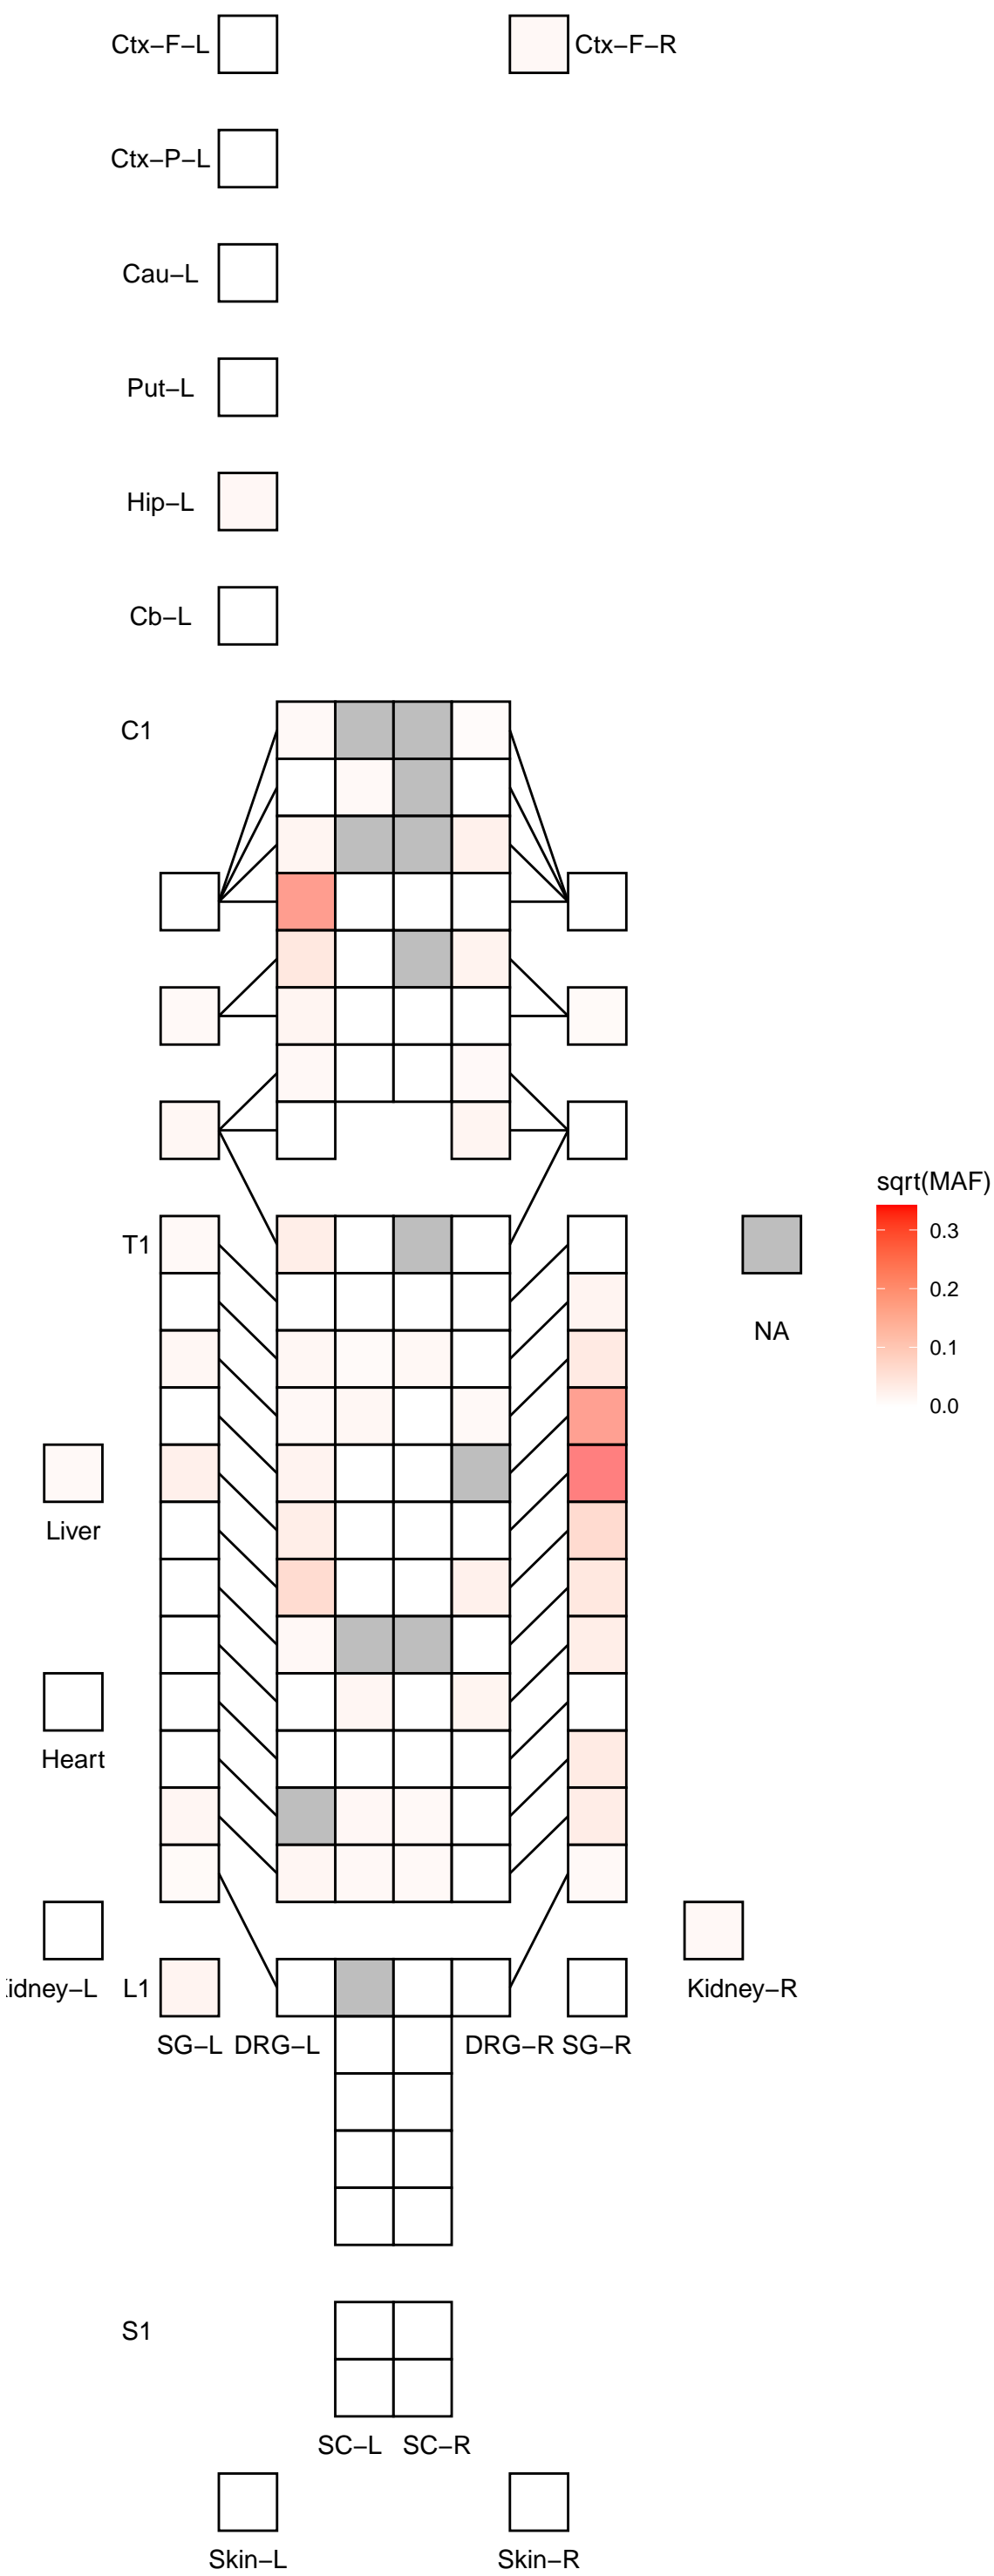 Ctx−F−L
Ctx−F−R
Ctx−P−L
Cau−L
Put−L
Hip−L
Cb−L
C1
T1
NA
sqrt(MAF)
0.3
0.2
0.1
0.0
Liver
Heart
idney−L
L1
Kidney−R
SG−L DRG−L DRG−R SG−R
S1
SC−L SC−R
Skin−L Skin−R